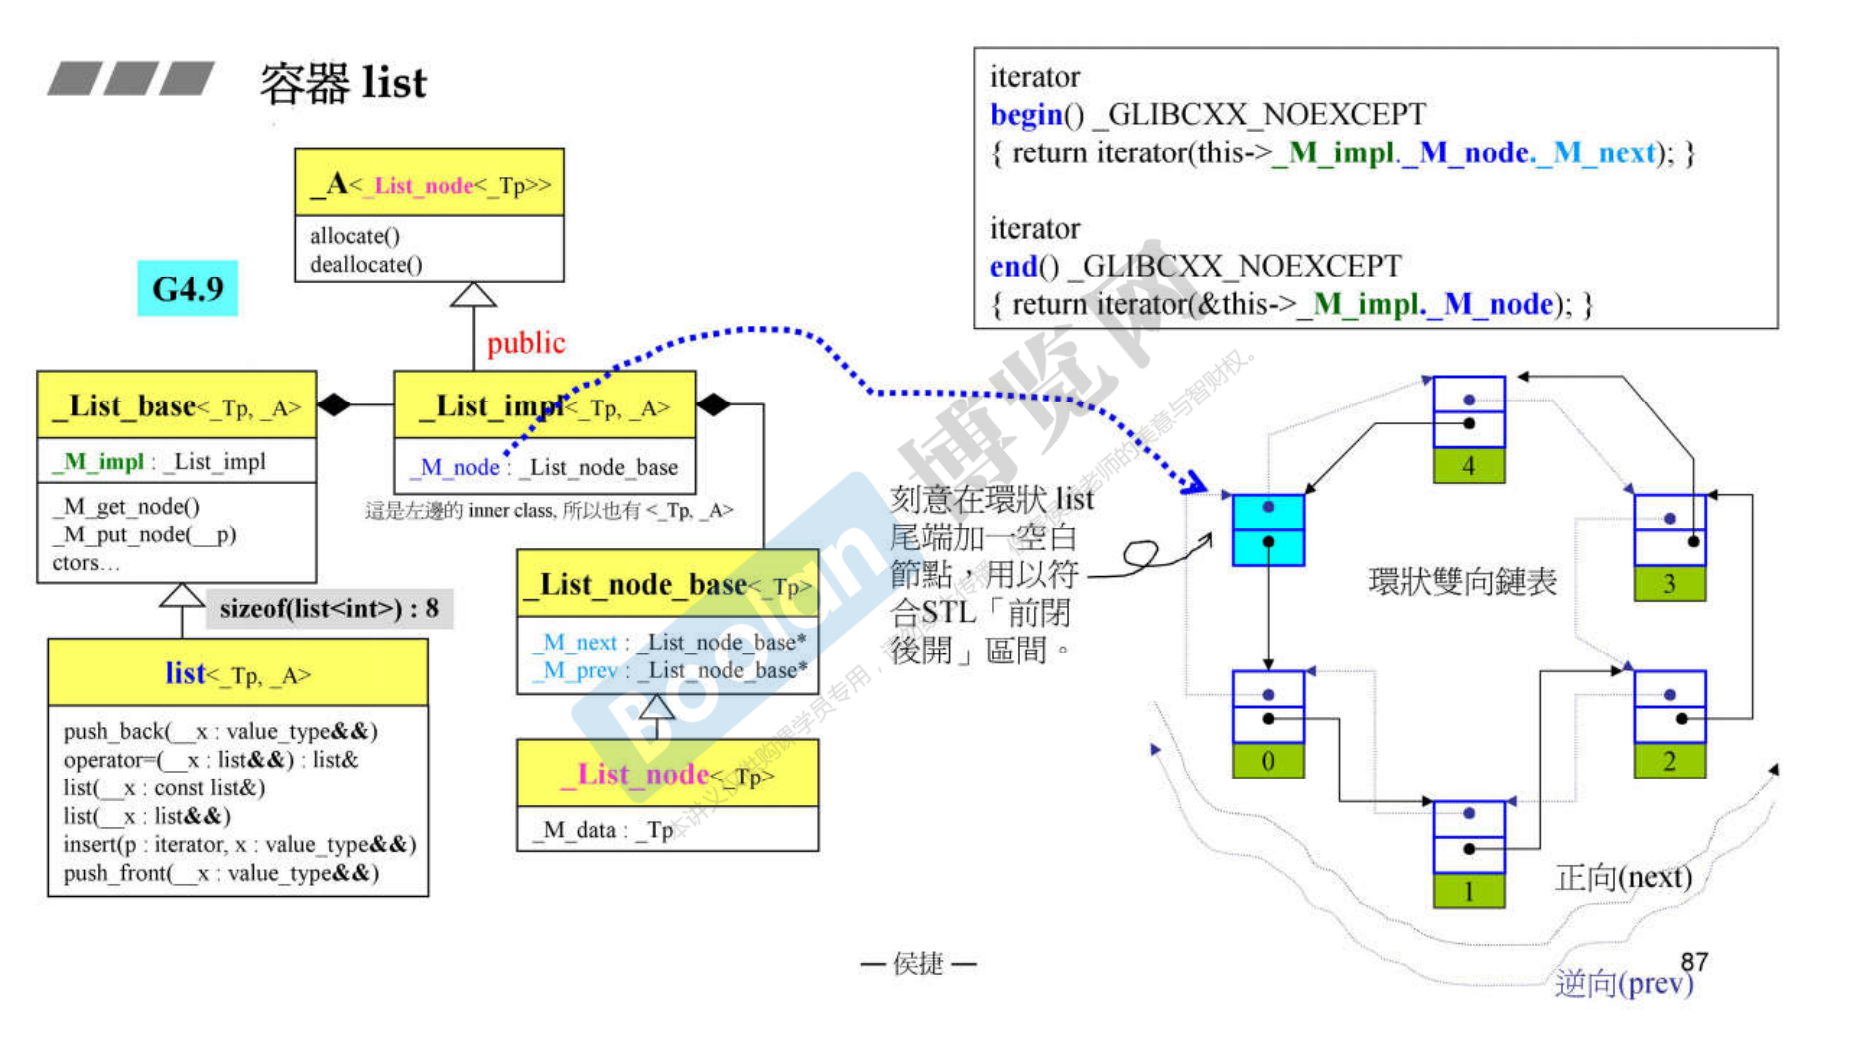 容器 list
iterator
begin() _GLIBCXX_NOEXCEPT
{ return iterator(this->_M_impl._M_node._M_next); }
iterator
end() _GLIBCXX_NOEXCEPT
{ return iterator(&this->_M_impl._M_node); }
_A<_List_node<_Tp>>
allocate()
deallocate()
G4.9
public
_List_base<_Tp, _A>
_M_impl : _List_impl
_M_get_node()
_M_put_node(__p)
ctors…
_List_impl<_Tp, _A>
_M_node : _List_node_base
這是左邊的 inner class, 所以也有 <_Tp, _A>
sizeof(list<int>) : 8
list<_Tp, _A>
push_back(__x : value_type&&)
operator=(__x : list&&) : list&
list(__x : const list&)
list(__x : list&&)
insert(p : iterator, x : value_type&&)
push_front(__x : value_type&&)
_List_node_base<_Tp>
_M_next : _List_node_base*
_M_prev : _List_node_base*
_List_node<_Tp>
_M_data : _Tp
刻意在環狀 list
尾端加一空白
節點，用以符
合STL「前閉
後開」區間。
環狀雙向鏈表
4
3
0
2
1
正向(next)
逆向(prev)
Boolan
博览网
— 侯捷 —
87